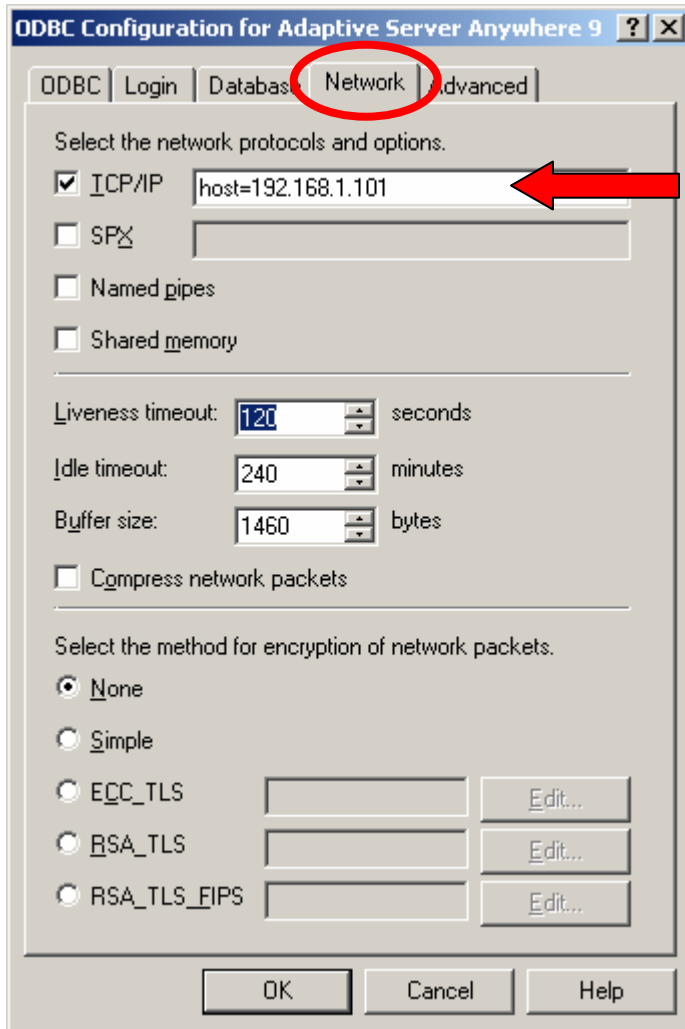 ODBC Configuration for Adaptive Server Anywhere 9 ? X
ODBC Login Database Network Advanced
Select the network protocols and options.
TCP/IP host=192.168.1.101
SPX
Named pipes
Shared memory
Liveness timeout: 120 seconds
Idle timeout: 240 minutes
Buffer size: 1460 bytes
Compress network packets
Select the method for encryption of network packets.
None
Simple
ECC_TLS Edit...
RSA_TLS Edit...
RSA_TLS_FIPS Edit...
OK Cancel Help